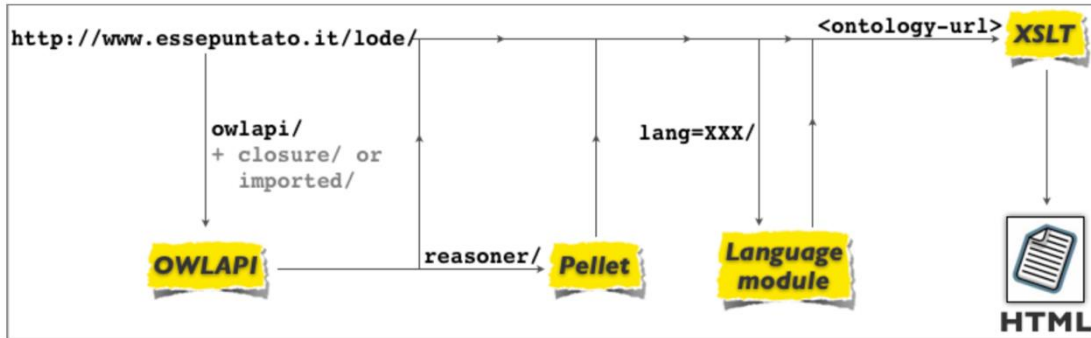 http://www.essepuntato.it/lode/
<ontology-url>
XSLT
owlapi/
+ closure/ or
imported/
lang=XXX/
OWLAPI
reasoner/
Pellet
Language
module
HTML